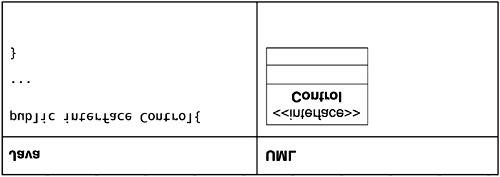 Java
UML
public interface Control{
...
}
<<interface>>
Control